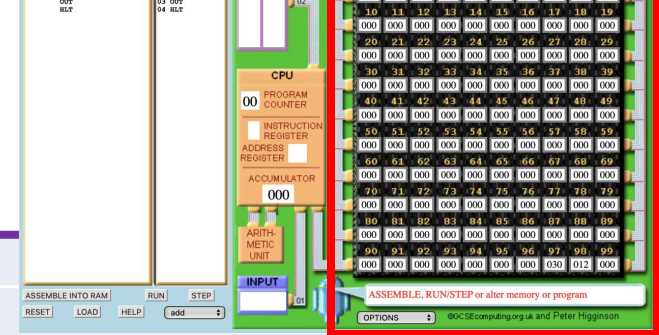 OUT
HLT
03 OUT
04 HLT
02
CPU
00 PROGRAM COUNTER
INSTRUCTION REGISTER
ADDRESS REGISTER
ACCUMULATOR
000
ARITH-
METIC
UNIT
INPUT
01
10 11 12 13 14 15 16 17 18 19
000 000 000 000 000 000 000 000 000 000
20 21 22 23 24 25 26 27 28 29
000 000 000 000 000 000 000 000 000 000
30 31 32 33 34 35 36 37 38 39
000 000 000 000 000 000 000 000 000 000
40 41 42 43 44 45 46 47 48 49
000 000 000 000 000 000 000 000 000 000
50 51 52 53 54 55 56 57 58 59
000 000 000 000 000 000 000 000 000 000
60 61 62 63 64 65 66 67 68 69
000 000 000 000 000 000 000 000 000 000
70 71 72 73 74 75 76 77 78 79
000 000 000 000 000 000 000 000 000 000
80 81 82 83 84 85 86 87 88 89
000 000 000 000 000 000 000 000 000 000
90 91 92 93 94 95 96 97 98 99
000 000 000 000 000 000 000 030 012 000
ASSEMBLE INTO RAM RUN STEP
RESET LOAD HELP add
ASSEMBLE, RUN/STEP or alter memory or program
OPTIONS ©GCSEcomputing.org.uk and Peter Higginson